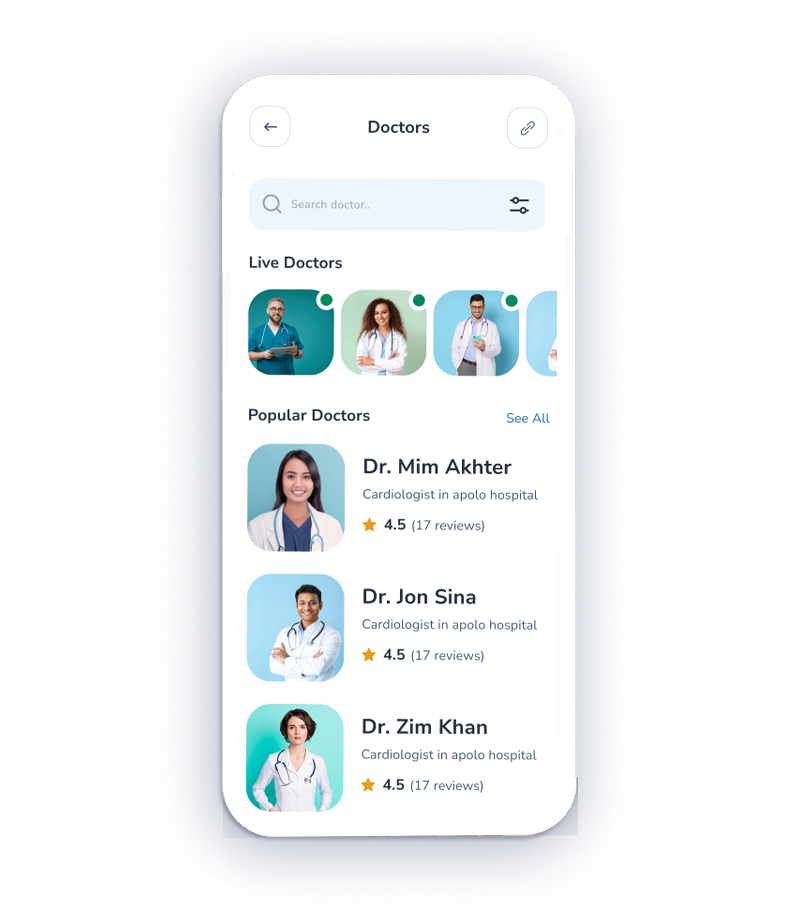 Doctors
Search doctor..
Live Doctors
Popular Doctors
See All
Dr. Mim Akhter
Cardiologist in apolo hospital
4.5 (17 reviews)
Dr. Jon Sina
Cardiologist in apolo hospital
4.5 (17 reviews)
Dr. Zim Khan
Cardiologist in apolo hospital
4.5 (17 reviews)